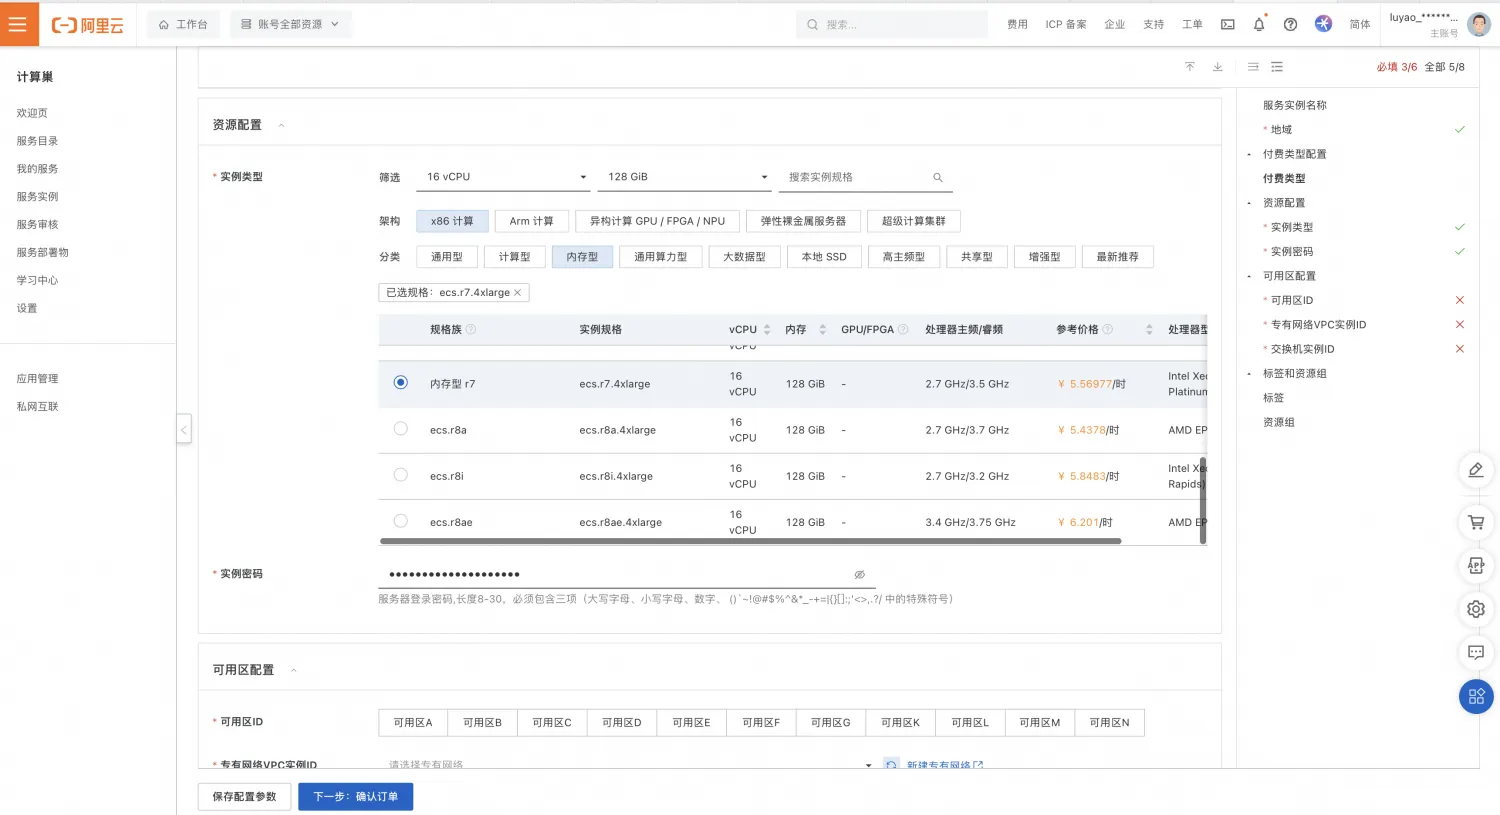 阿里云
工作台
账号全部资源
搜索...
费用
ICP 备案
企业
支持
工单
简体
luyao_******...
主账号
计算巢
欢迎页
服务目录
我的服务
服务实例
服务审核
服务部署物
学习中心
设置
应用管理
私网互联
必填 3/6 全部 5/8
资源配置
* 实例类型
筛选 16 vCPU 128 GiB 搜索实例规格
架构 x86 计算 Arm 计算 异构计算 GPU / FPGA / NPU 弹性裸金属服务器 超级计算集群
分类 通用型 计算型 内存型 通用算力型 大数据型 本地 SSD 高主频型 共享型 增强型 最新推荐
已选规格：ecs.r7.4xlarge ×
规格族 实例规格 vCPU 内存 GPU/FPGA 处理器主频/睿频 参考价格 处理器型
vCPU
内存型 r7 ecs.r7.4xlarge 16 vCPU 128 GiB - 2.7 GHz/3.5 GHz ¥ 5.56977/时 Intel Xe Platinum
ecs.r8a ecs.r8a.4xlarge 16 vCPU 128 GiB - 2.7 GHz/3.7 GHz ¥ 5.4378/时 AMD EP
ecs.r8i ecs.r8i.4xlarge 16 vCPU 128 GiB - 2.7 GHz/3.2 GHz ¥ 5.8483/时 Intel Xe Rapids)
ecs.r8ae ecs.r8ae.4xlarge 16 vCPU 128 GiB - 3.4 GHz/3.75 GHz ¥ 6.201/时 AMD EP
* 实例密码 ••••••••••••••••••••
服务器登录密码,长度8-30，必须包含三项（大写字母、小写字母、数字、 ()`~!@#$%^&*_-+=|{}[]:;'<>,.?/ 中的特殊符号）
可用区配置
* 可用区ID 可用区A 可用区B 可用区C 可用区D 可用区E 可用区F 可用区G 可用区K 可用区L 可用区M 可用区N
* 专有网络VPC实例ID 请选择专有网络 新建专有网络
保存配置参数
下一步：确认订单
服务实例名称
* 地域
付费类型配置
付费类型
资源配置
* 实例类型
* 实例密码
可用区配置
* 可用区ID
* 专有网络VPC实例ID
* 交换机实例ID
标签和资源组
标签
资源组
APP